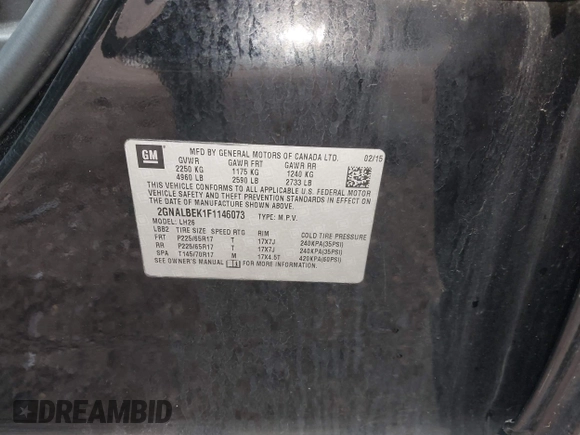 GM
MFD BY GENERAL MOTORS OF CANADA LTD. 02/15
GVWR GAWR FRT GAWR RR
2250 KG 1175 KG 1240 KG
4960 LB 2590 LB 2733 LB
THIS VEHICLE CONFORMS TO ALL APPLICABLE U.S. FEDERAL MOTOR
VEHICLE SAFETY AND THEFT PREVENTION STANDARDS IN EFFECT ON
THE DATE OF MANUFACTURE SHOWN ABOVE.
2GNALBEK1F1146073 TYPE: M.P.V.
MODEL: LH26
LBB2 TIRE SIZE SPEED RTG RIM COLD TIRE PRESSURE
FRT P225/65R17 T 17X7J 240KPA(35PSI)
RR P225/65R17 T 17X7J 240KPA(35PSI)
SPA T145/70R17 M 17X4.5T 420KPA(60PSI)
SEE OWNER'S MANUAL FOR MORE INFORMATION.
DREAMBID